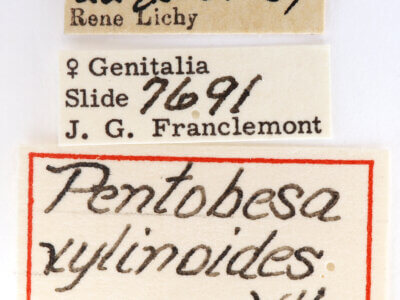 Rene Lichy
♀ Genitalia
Slide 7691
J. G. Franclemont
Pentobesa
xylinoides